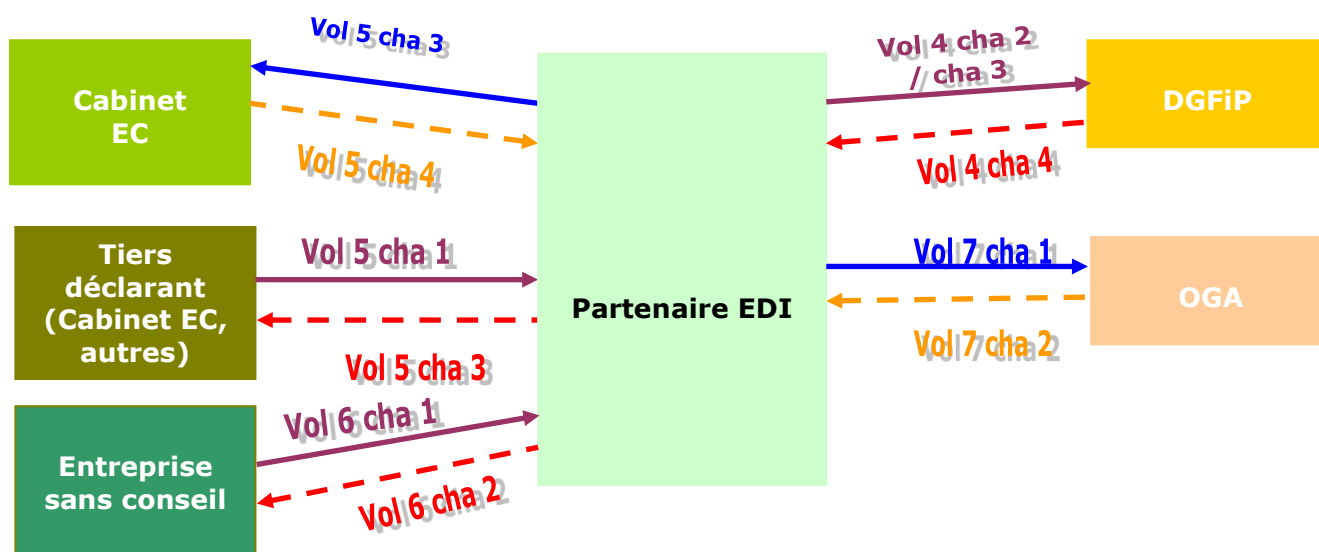 Vol 5 cha 3
Cabinet
EC
Vol 5 cha 4
Tiers
déclarant
(Cabinet EC,
autres)
Vol 5 cha 1
Vol 5 cha 3
Entreprise
sans conseil
Vol 6 cha 1
Vol 6 cha 2
Partenaire EDI
Vol 4 cha 2
// cha 3
DGFiP
Vol 4 cha 4
Vol 7 cha 1
OGA
Vol 7 cha 2